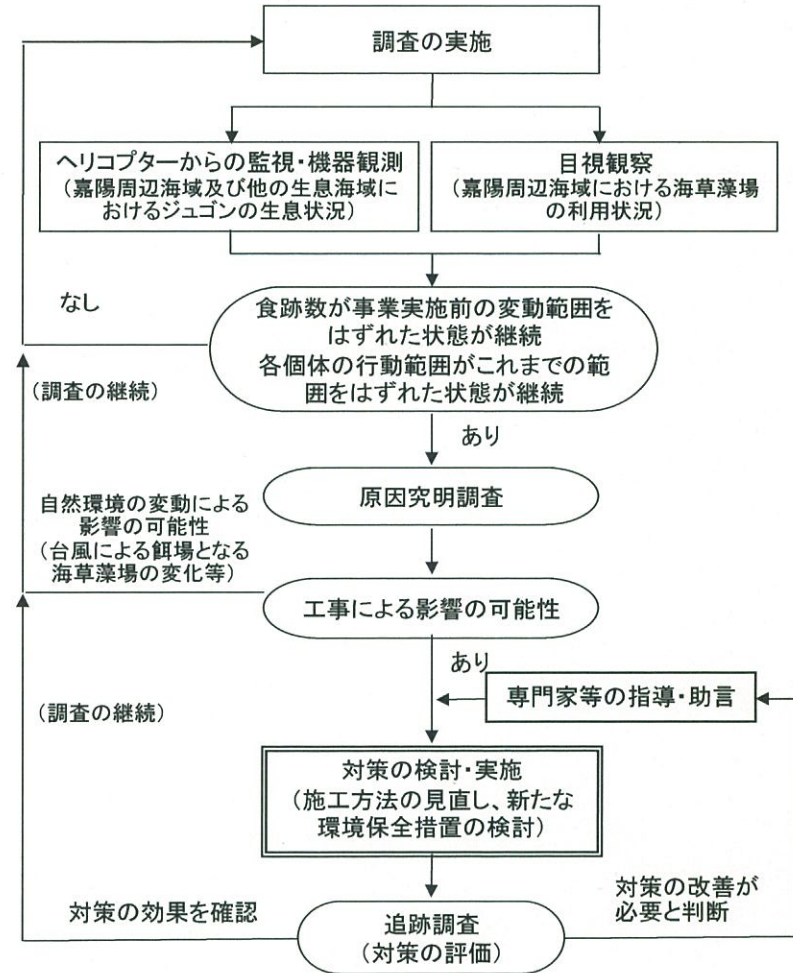 調査の実施
ヘリコプターからの監視・機器観測
(嘉陽周辺海域及び他の生息海域に
おけるジュゴンの生息状況)
目視観察
(嘉陽周辺海域における海草藻場
の利用状況)
なし
食跡数が事業実施前の変動範囲を
はずれた状態が継続
各個体の行動範囲がこれまでの範
囲をはずれた状態が継続
(調査の継続)
あり
原因究明調査
自然環境の変動による
影響の可能性
(台風による餌場となる
海草藻場の変化等)
工事による影響の可能性
あり
専門家等の指導・助言
(調査の継続)
対策の検討・実施
(施工方法の見直し、新たな
環境保全措置の検討)
対策の効果を確認
追跡調査
(対策の評価)
対策の改善が
必要と判断